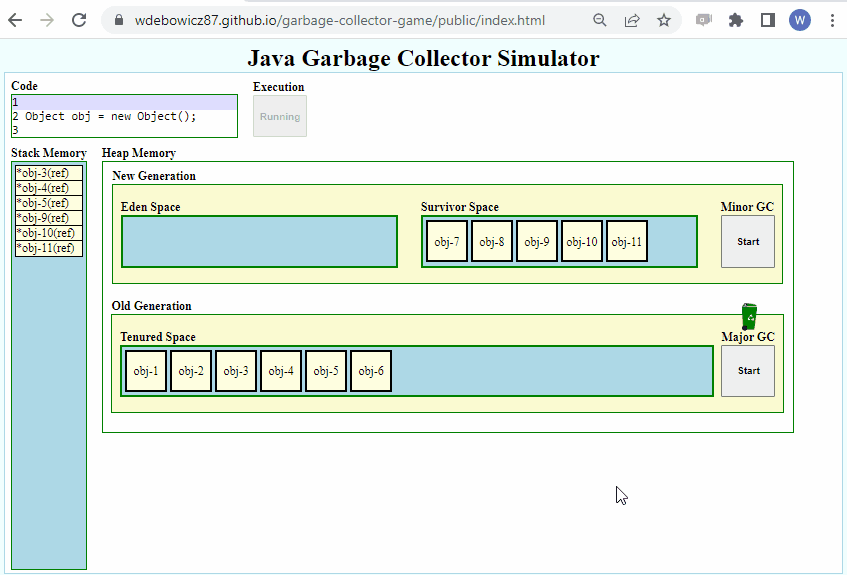 wdebowicz87.github.io/garbage-collector-game/public/index.html
W
Java Garbage Collector Simulator
Code
Execution
1
2 Object obj = new Object();
3
Running
Stack Memory
Heap Memory
*obj-3(ref)
*obj-4(ref)
*obj-5(ref)
*obj-9(ref)
*obj-10(ref)
*obj-11(ref)
New Generation
Eden Space
Survivor Space
Minor GC
obj-7 obj-8 obj-9 obj-10 obj-11
Start
Old Generation
Tenured Space
Major GC
obj-1 obj-2 obj-3 obj-4 obj-5 obj-6
Start